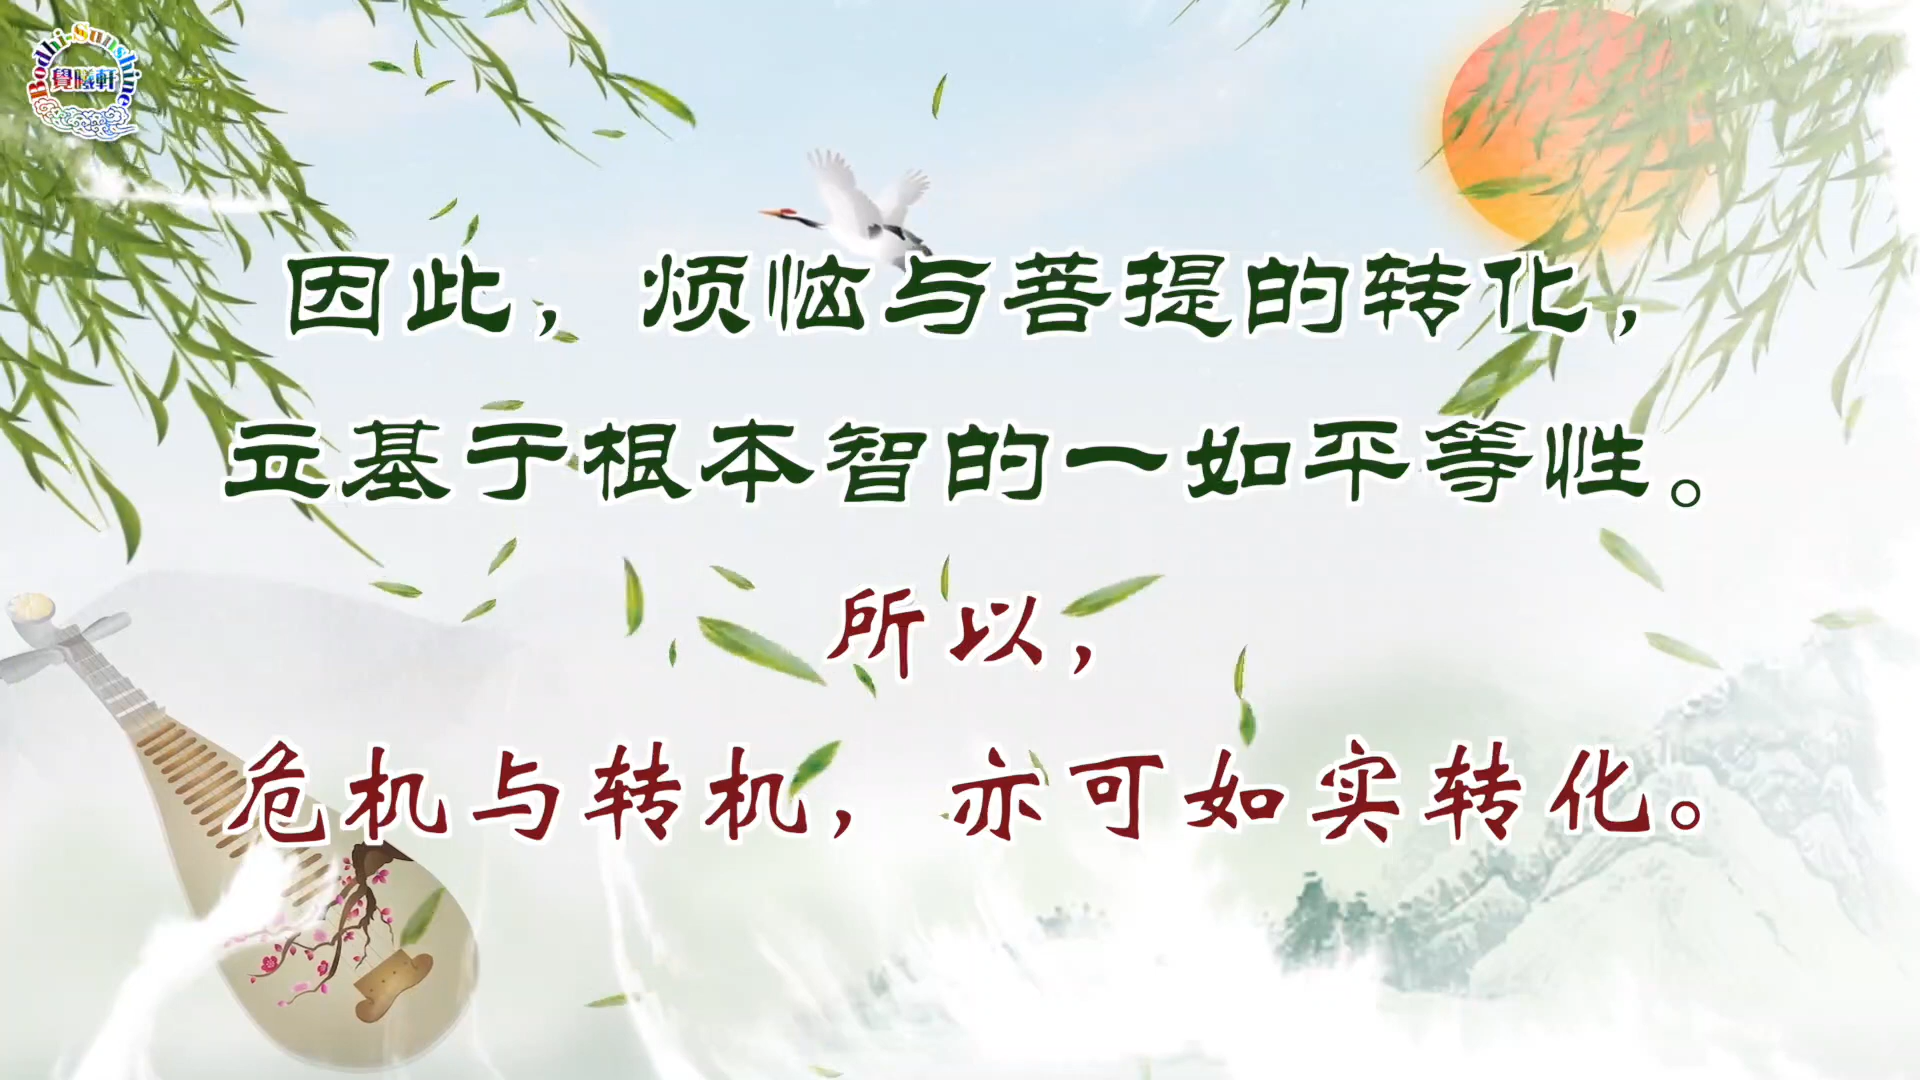 Bodhi-Sunshine
覺曦軒
因此，烦恼与菩提的转化，
立基于根本智的一如平等性。
所以，
危机与转机，亦可如实转化。